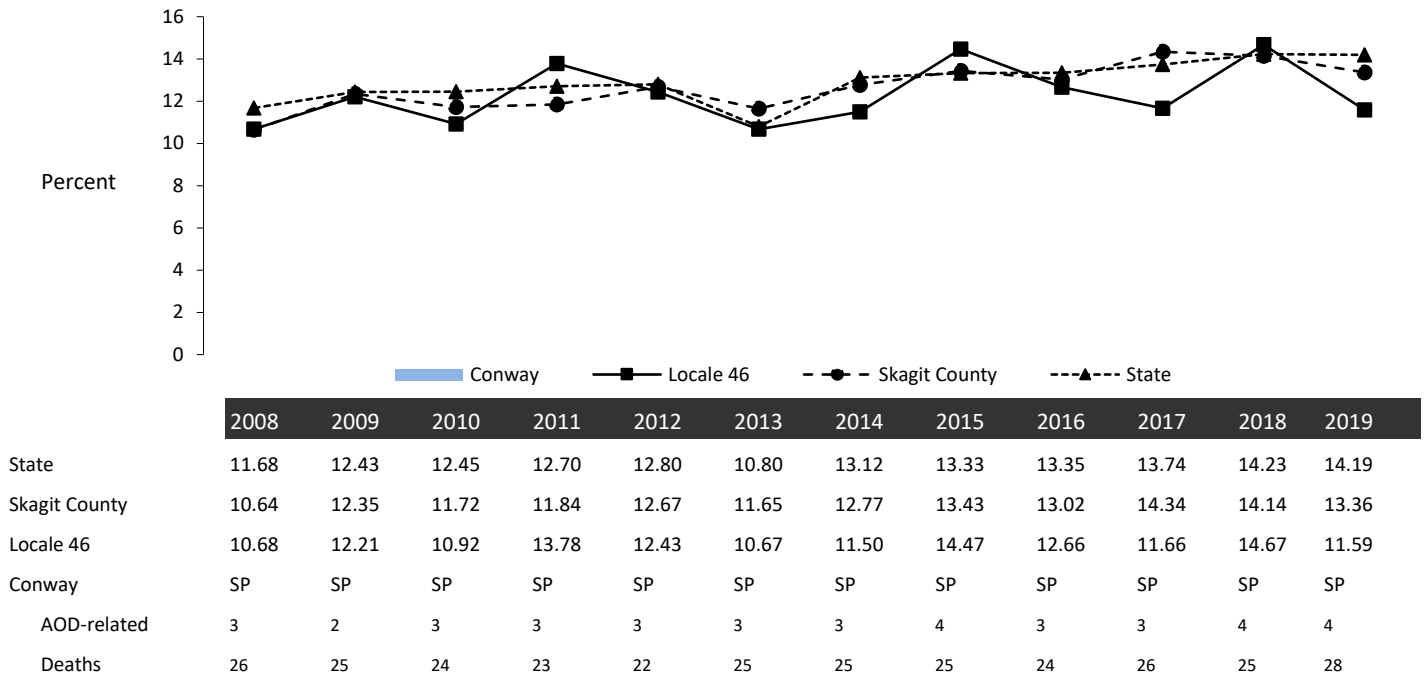 16
14
12
10
8
6
4
2
0
Percent
Conway Locale 46 Skagit County State
2008 2009 2010 2011 2012 2013 2014 2015 2016 2017 2018 2019
State 11.68 12.43 12.45 12.70 12.80 10.80 13.12 13.33 13.35 13.74 14.23 14.19
Skagit County 10.64 12.35 11.72 11.84 12.67 11.65 12.77 13.43 13.02 14.34 14.14 13.36
Locale 46 10.68 12.21 10.92 13.78 12.43 10.67 11.50 14.47 12.66 11.66 14.67 11.59
Conway SP SP SP SP SP SP SP SP SP SP SP SP
AOD-related 3 2 3 3 3 3 3 4 3 3 4 4
Deaths 26 25 24 23 22 25 25 25 24 26 25 28